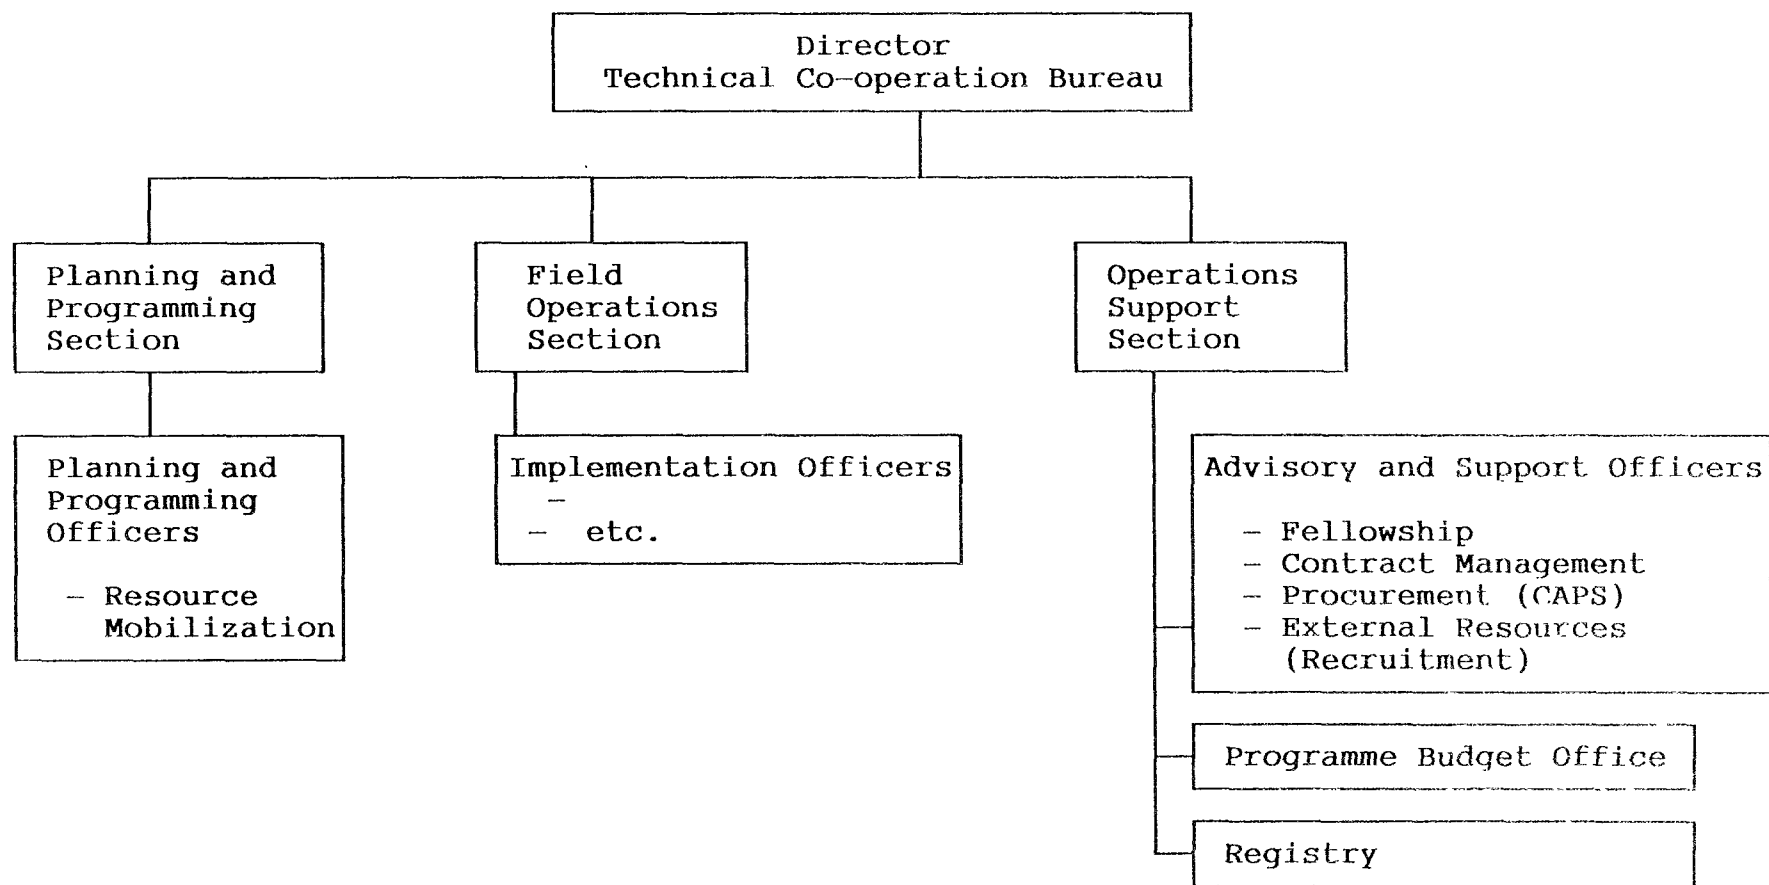 Director
Technical Co-operation Bureau
Planning and
Programming
Section
Field
Operations
Section
Operations
Support
Section
Planning and
Programming
Officers
- Resource
Mobilization
Implementation Officers
-
- etc.
Advisory and Support Officers
- Fellowship
- Contract Management
- Procurement (CAPS)
- External Resources
(Recruitment)
Programme Budget Office
Registry